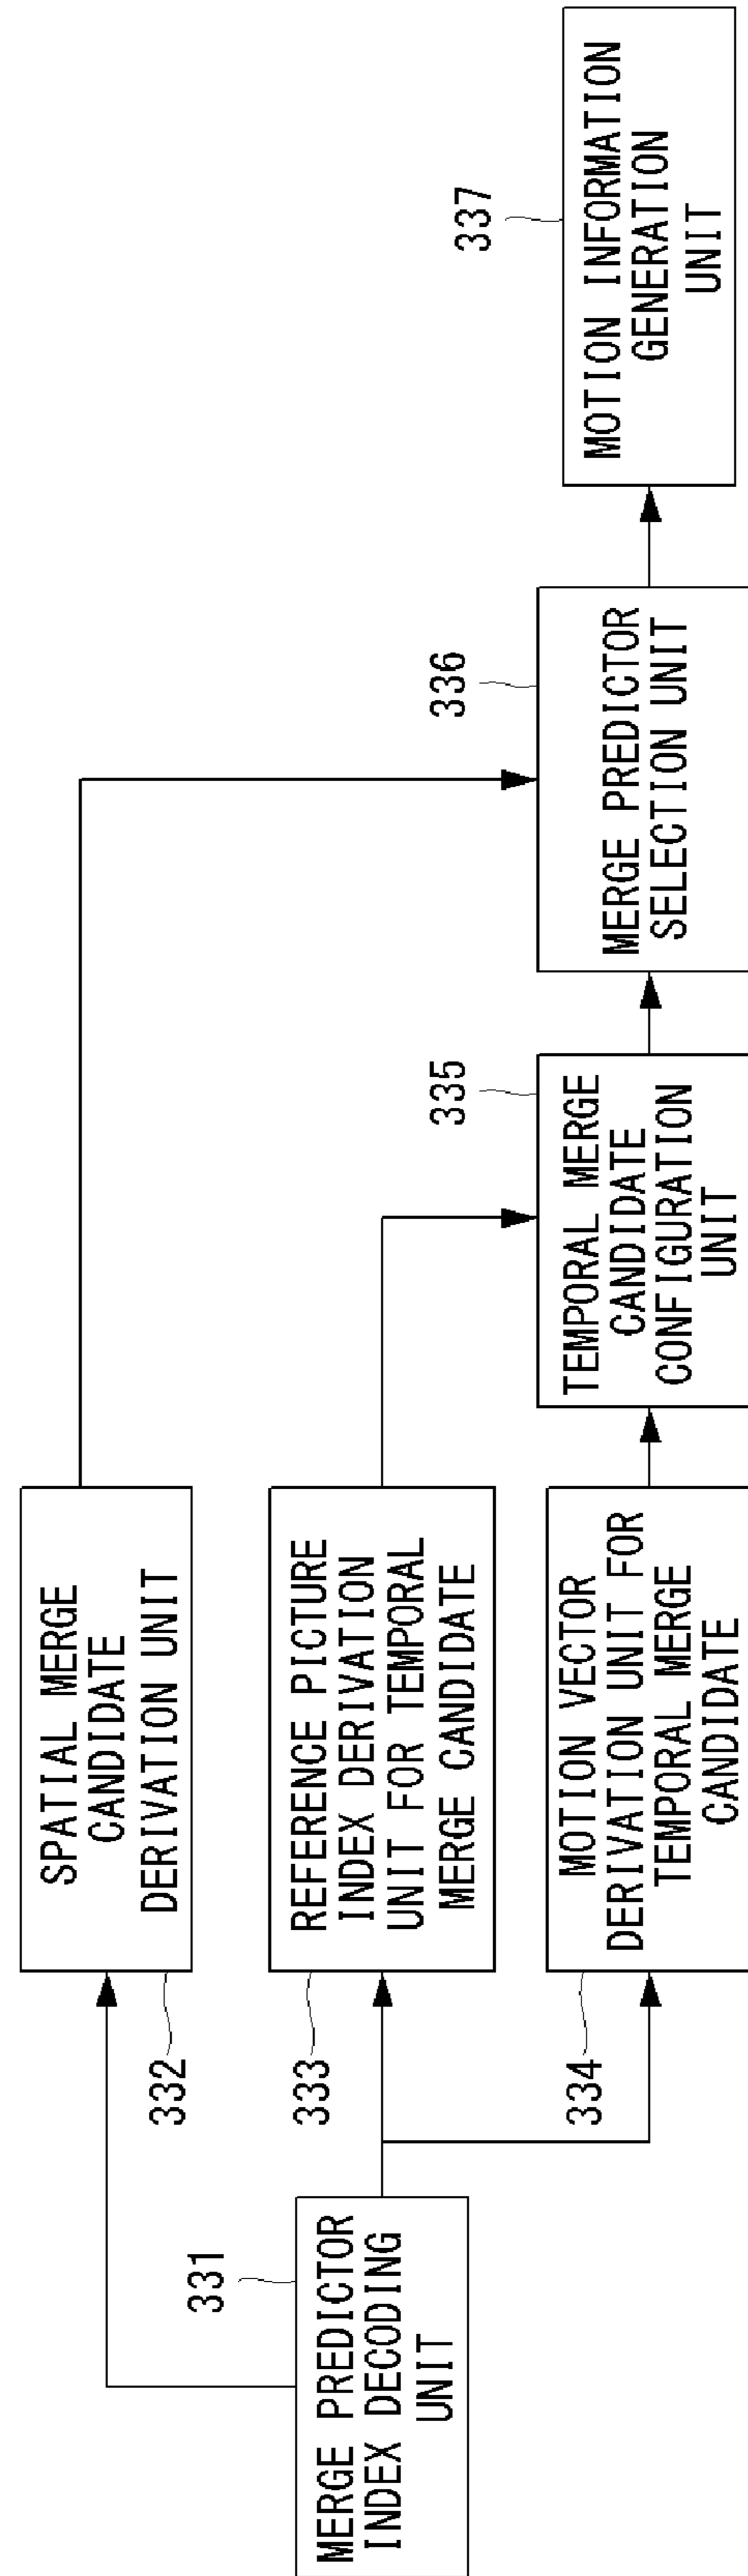 331
MERGE PREDICTOR
INDEX DECODING
UNIT
332
SPATIAL MERGE
CANDIDATE
DERIVATION UNIT
333
REFERENCE PICTURE
INDEX DERIVATION
UNIT FOR TEMPORAL
MERGE CANDIDATE
334
MOTION VECTOR
DERIVATION UNIT FOR
TEMPORAL MERGE
CANDIDATE
335
TEMPORAL MERGE
CANDIDATE
CONFIGURATION
UNIT
336
MERGE PREDICTOR
SELECTION UNIT
337
MOTION INFORMATION
GENERATION
UNIT